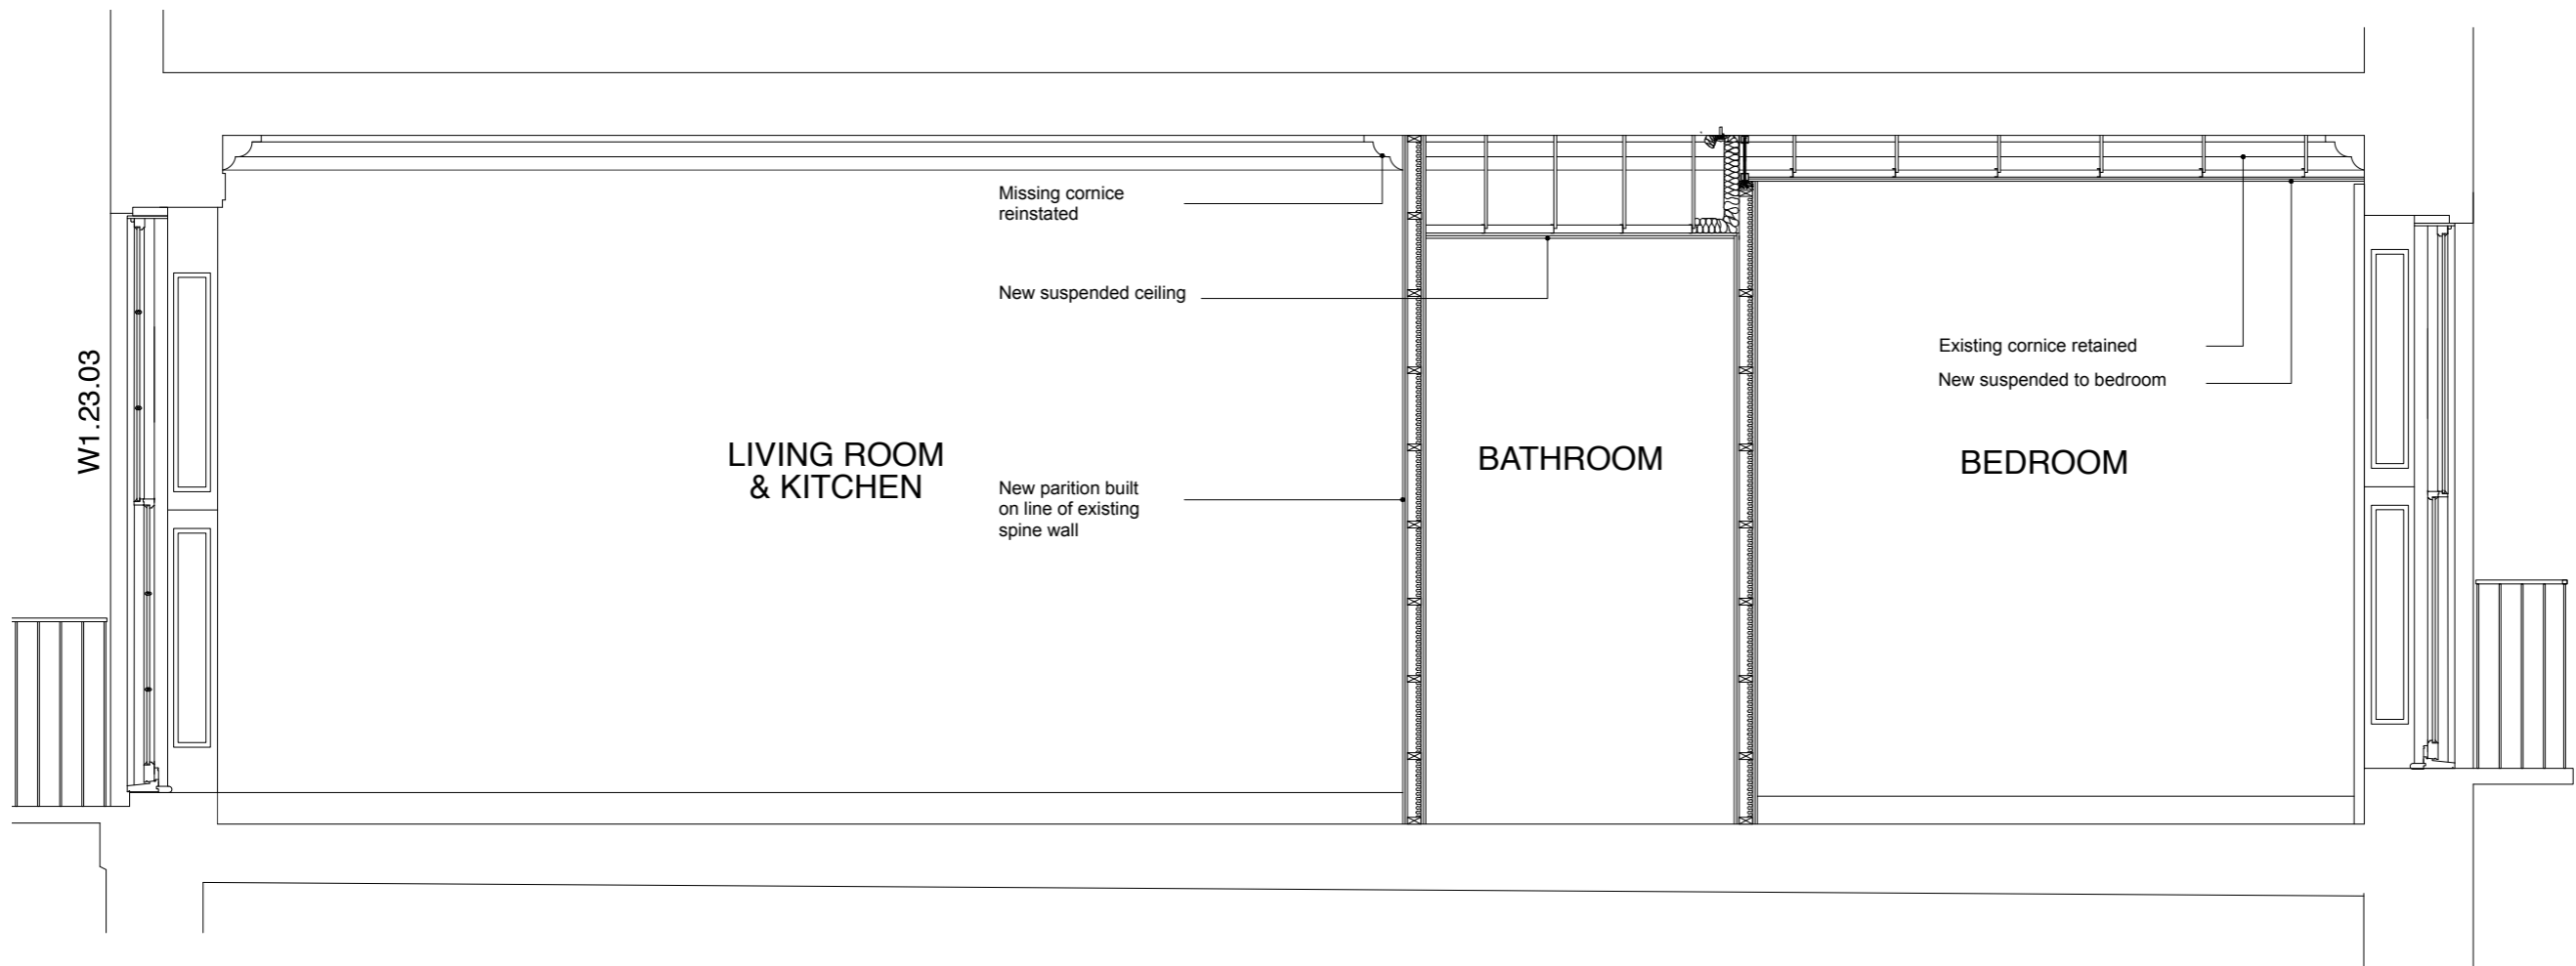 W1.23.03
LIVING ROOM
& KITCHEN
Missing cornice
reinstated
New suspended ceiling
New parition built
on line of existing
spine wall
BATHROOM
Existing cornice retained
New suspended to bedroom
BEDROOM